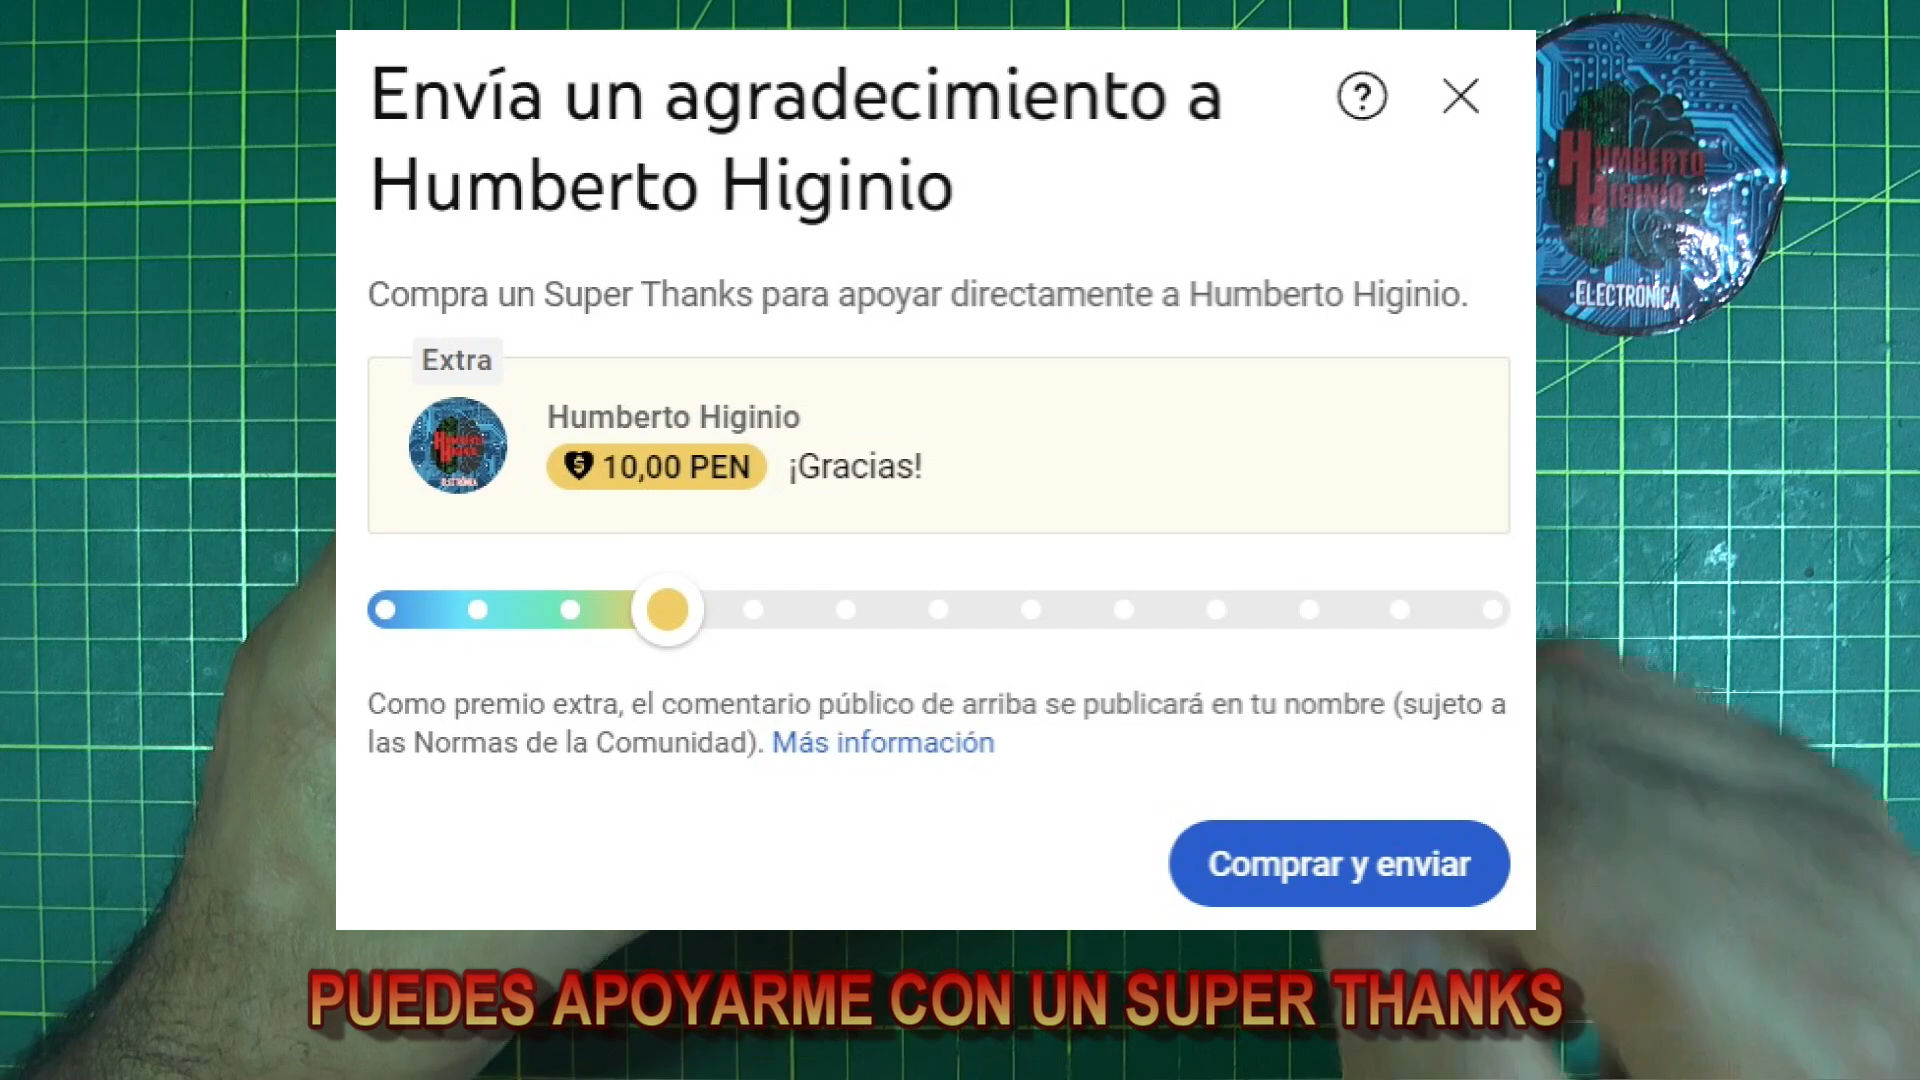 Envía un agradecimiento a
Humberto Higinio
Compra un Super Thanks para apoyar directamente a Humberto Higinio.
Extra
Humberto Higinio
10,00 PEN ¡Gracias!
Como premio extra, el comentario público de arriba se publicará en tu nombre (sujeto a
las Normas de la Comunidad). Más información
Comprar y enviar
HUMBERTO
HIGINIO
ELECTRÓNICA
PUEDES APOYARME CON UN SUPER THANKS